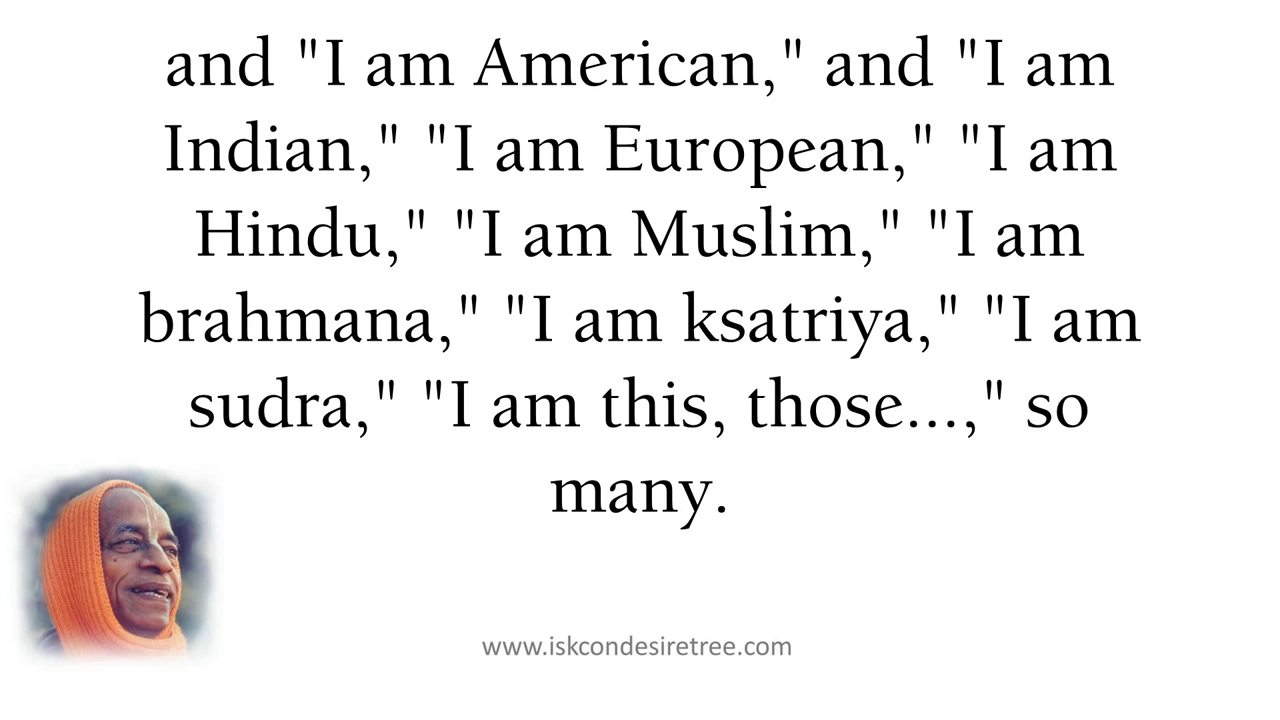 and "I am American," and "I am
Indian," "I am European," "I am
Hindu," "I am Muslim," "I am
brahmana," "I am ksatriya," "I am
sudra," "I am this, those...," so
many.
www.iskcondesiretree.com